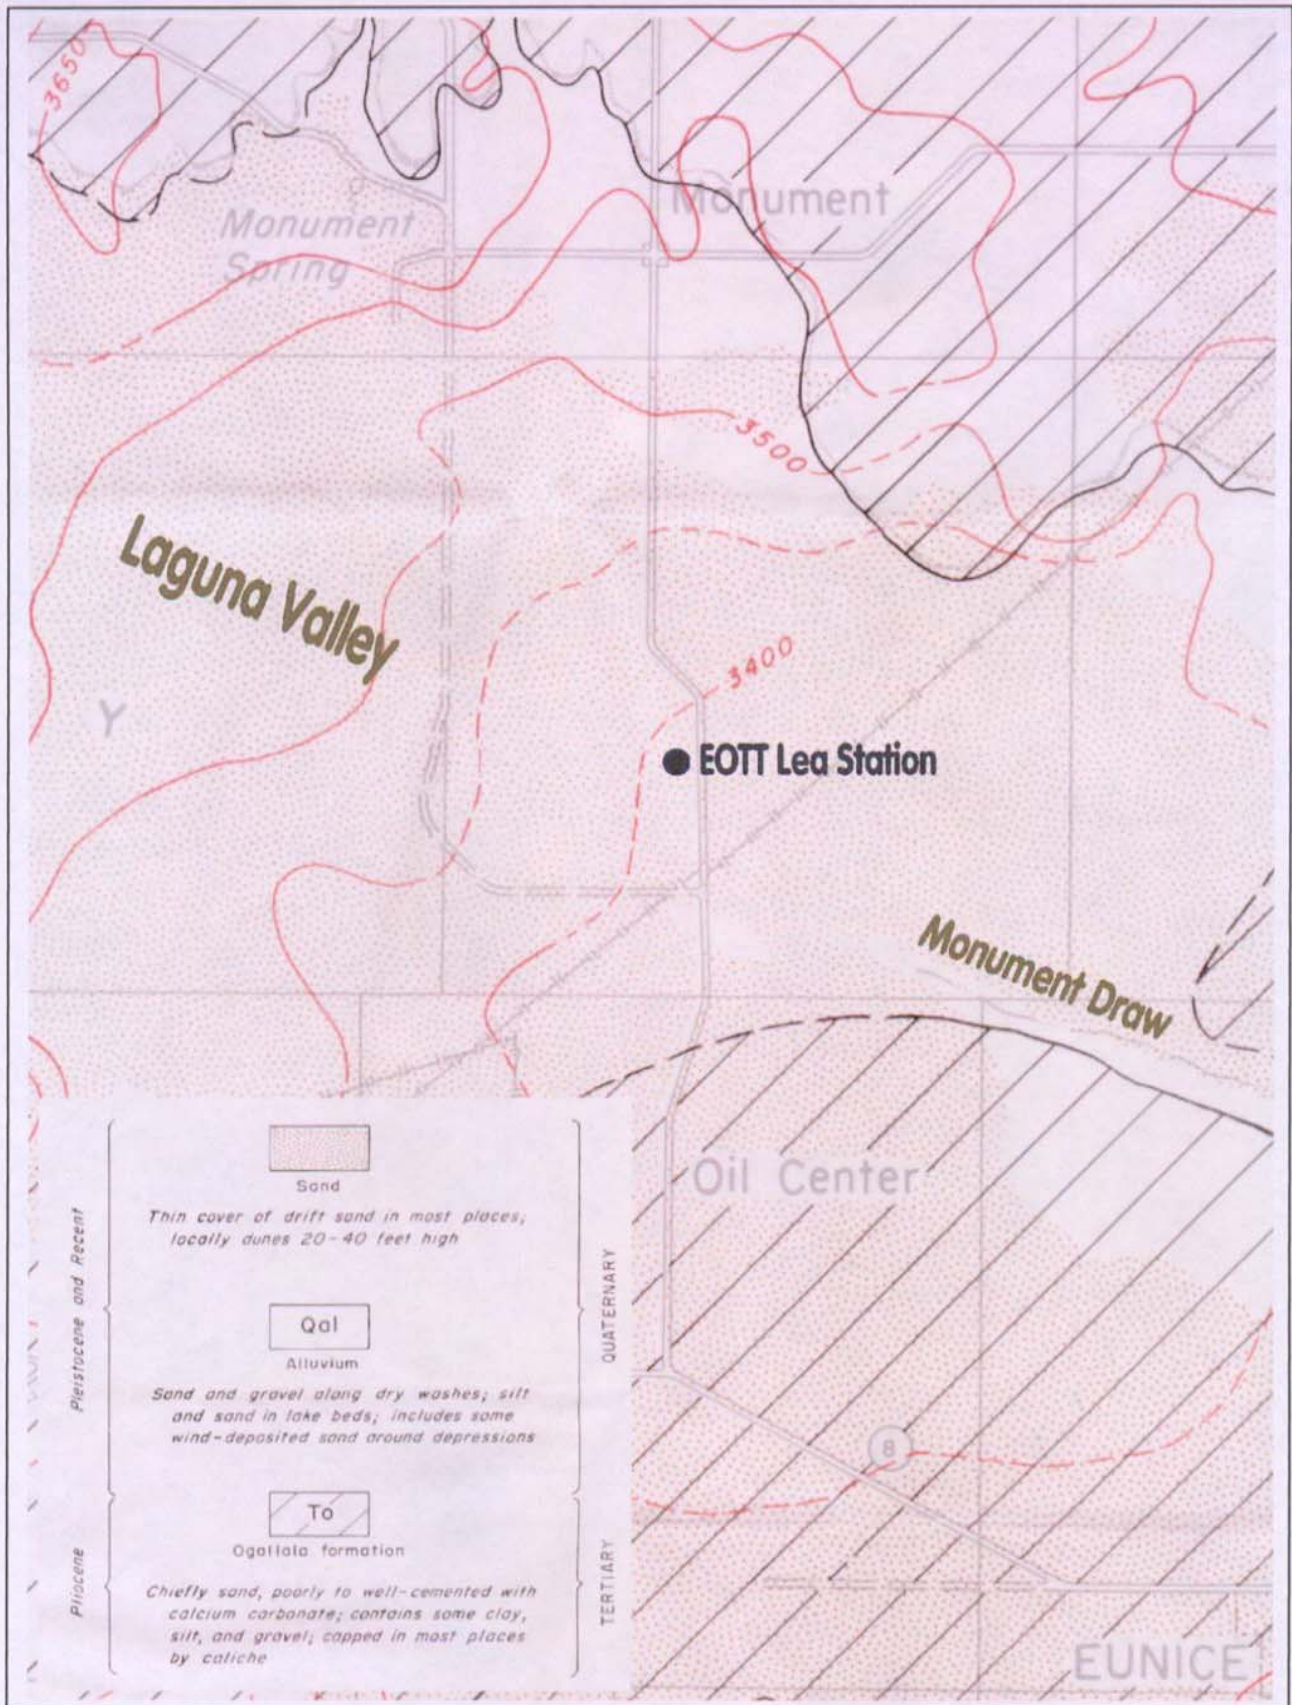 3650
Monument
Spring
Monument
3500
Laguna Valley
Y
3400
EOTT Lea Station
Monument Draw
Oil Center
8
EUNICE
Sand
Thin cover of drift sand in most places,
locally dunes 20-40 feet high
Pleistocene and Recent
QUATERNARY
Qal
Alluvium
Sand and gravel along dry washes; silt
and sand in lake beds; includes some
wind-deposited sand around depressions
To
Ogallala formation
Pliocene
TERTIARY
Chiefly sand, poorly to well-cemented with
calcium carbonate; contains some clay,
silt, and gravel; capped in most places
by caliche